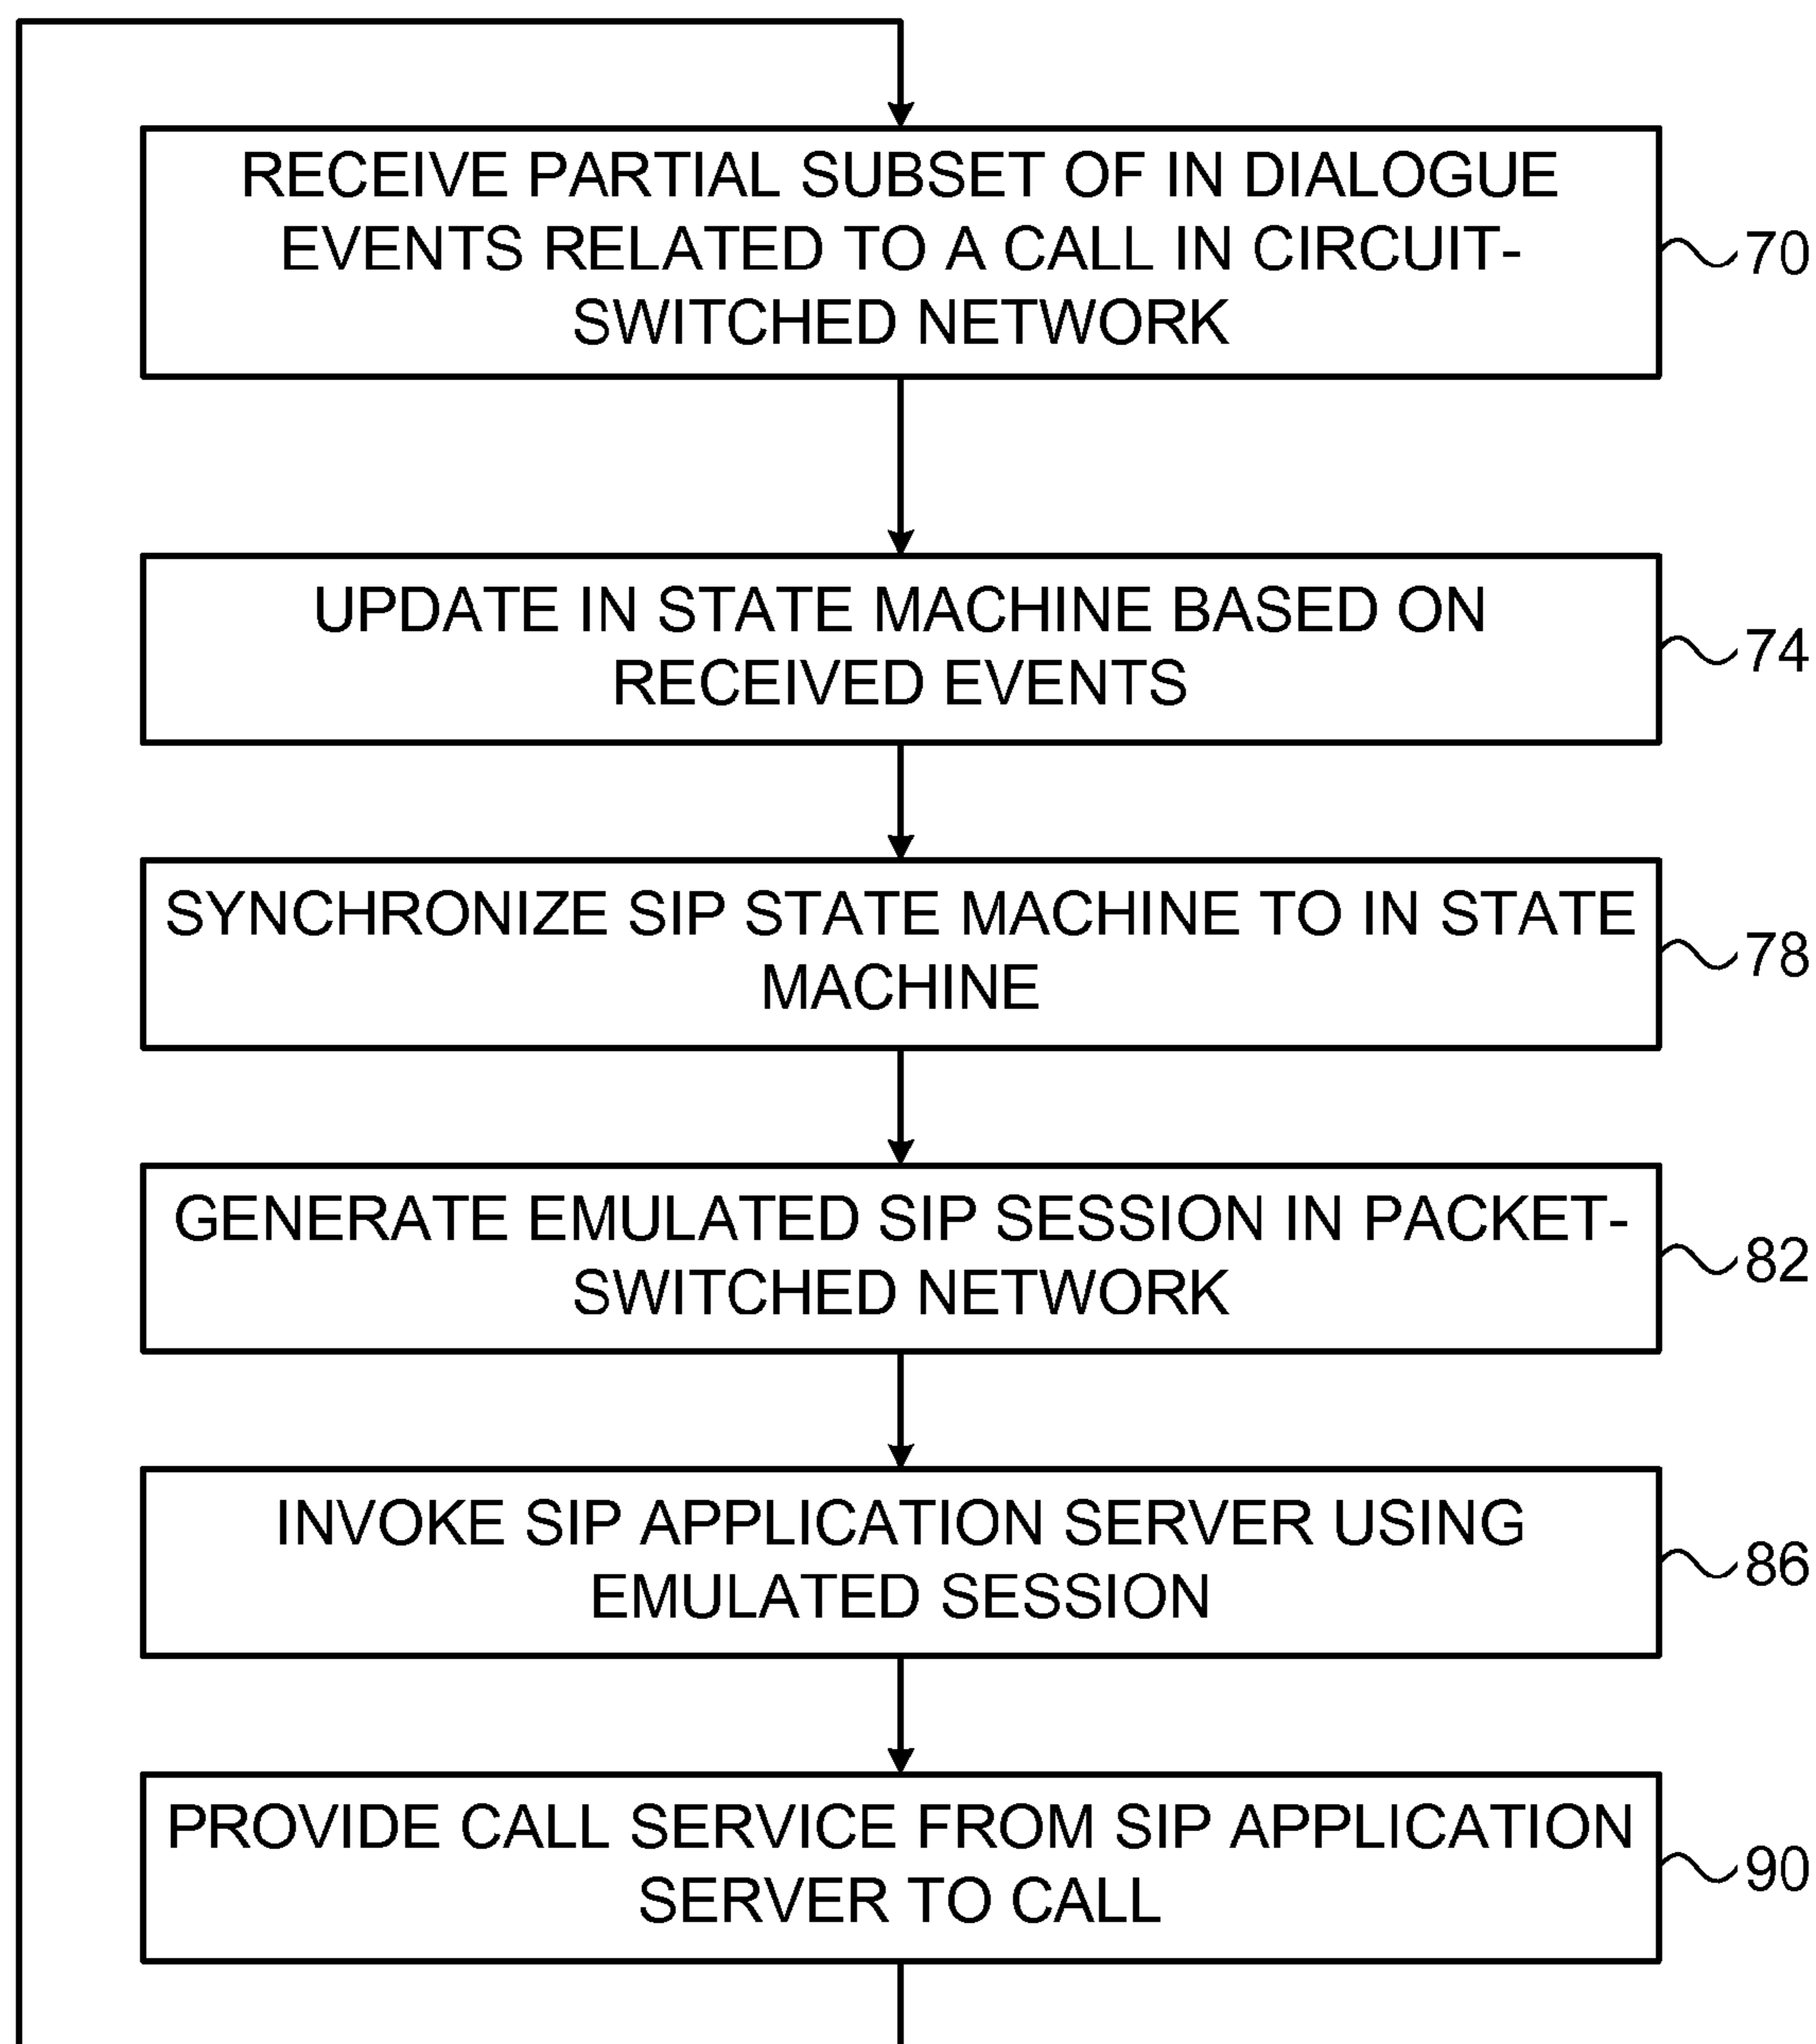 RECEIVE PARTIAL SUBSET OF IN DIALOGUE
EVENTS RELATED TO A CALL IN CIRCUIT-
SWITCHED NETWORK
70
UPDATE IN STATE MACHINE BASED ON
RECEIVED EVENTS
74
SYNCHRONIZE SIP STATE MACHINE TO IN STATE
MACHINE
78
GENERATE EMULATED SIP SESSION IN PACKET-
SWITCHED NETWORK
82
INVOKE SIP APPLICATION SERVER USING
EMULATED SESSION
86
PROVIDE CALL SERVICE FROM SIP APPLICATION
SERVER TO CALL
90